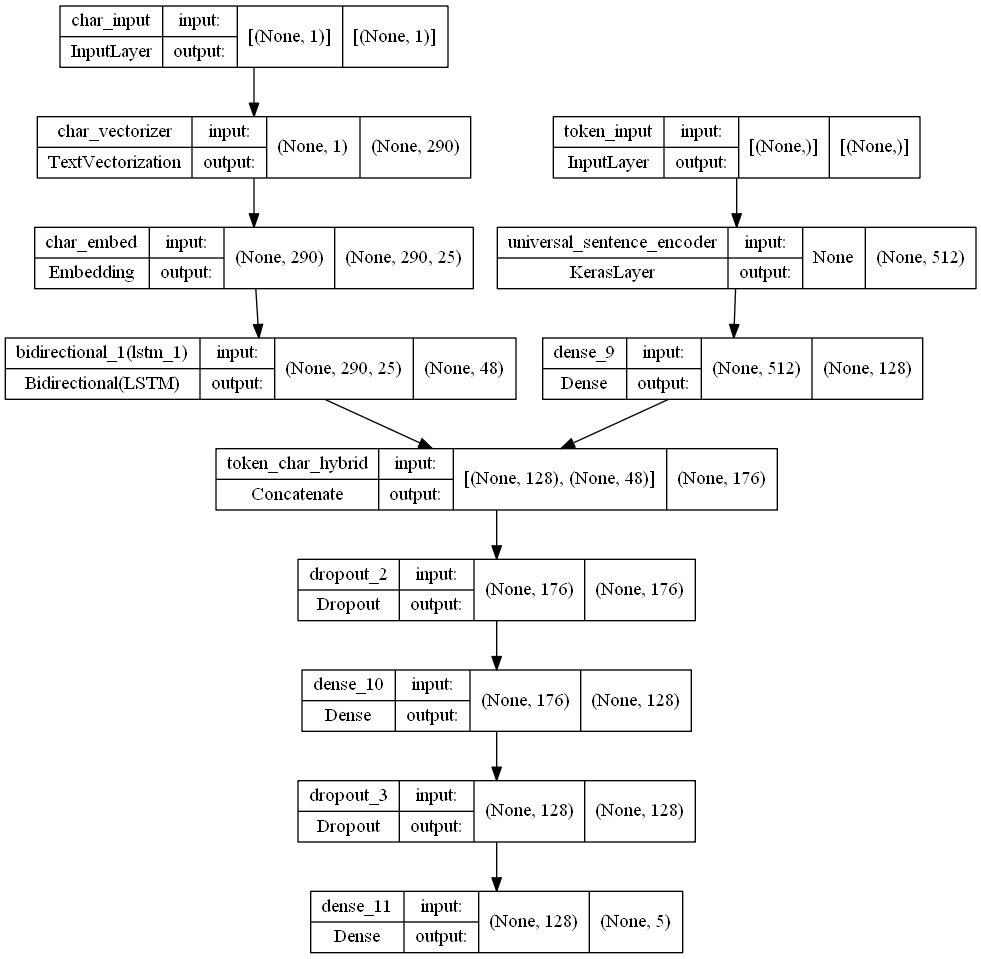 char_input input: [(None, 1)] [(None, 1)]
InputLayer output:
char_vectorizer input: (None, 1) (None, 290)
TextVectorization output:
token_input input: [(None,)] [(None,)]
InputLayer output:
char_embed input: (None, 290) (None, 290, 25)
Embedding output:
universal_sentence_encoder input: None (None, 512)
KerasLayer output:
bidirectional_1(lstm_1) input: (None, 290, 25) (None, 48)
Bidirectional(LSTM) output:
dense_9 input: (None, 512) (None, 128)
Dense output:
token_char_hybrid input: [(None, 128), (None, 48)] (None, 176)
Concatenate output:
dropout_2 input: (None, 176) (None, 176)
Dropout output:
dense_10 input: (None, 176) (None, 128)
Dense output:
dropout_3 input: (None, 128) (None, 128)
Dropout output:
dense_11 input: (None, 128) (None, 5)
Dense output: